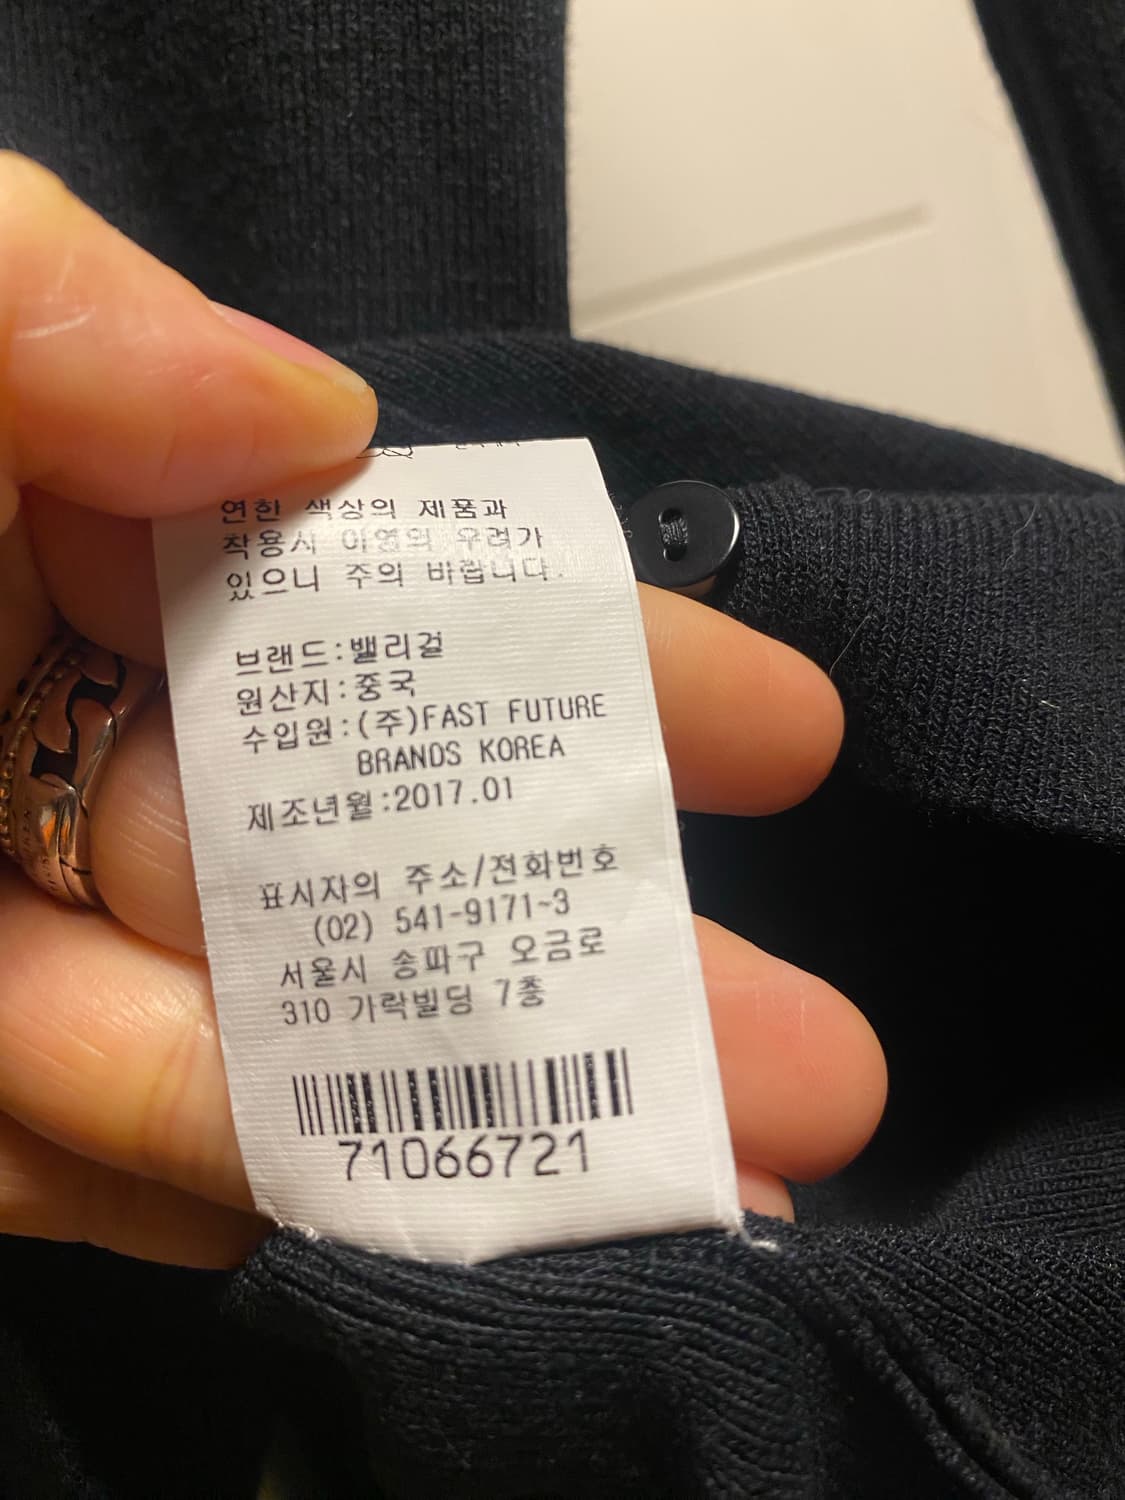 연한 색상의 제품과
착용시 이염의 우려가
있으니 주의 바랍니다.
브랜드:밸리걸
원산지:중국
수입원:(주)FAST FUTURE
BRANDS KOREA
제조년월:2017.01
표시자의 주소/전화번호
(02) 541-9171~3
서울시 송파구 오금로
310 가락빌딩 7층
71066721